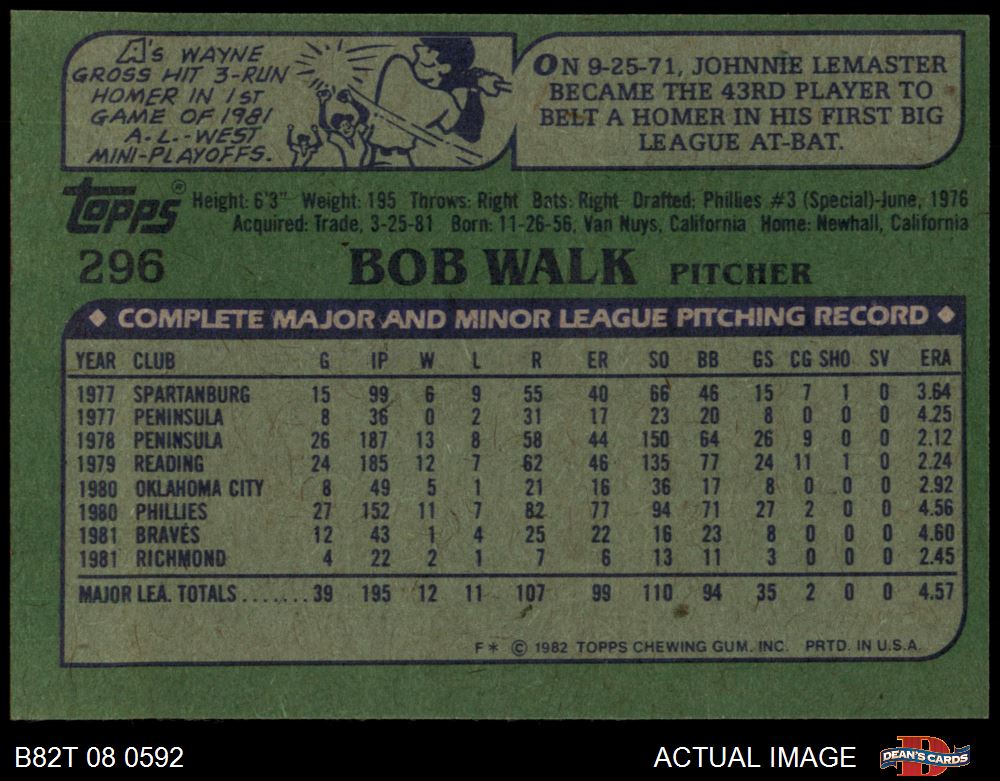 A's WAYNE
GROSS HIT 3-RUN
HOMER IN 1ST
GAME OF 1981
A.L.-WEST
MINI-PLAYOFFS.
ON 9-25-71, JOHNNIE LEMASTER
BECAME THE 43RD PLAYER TO
BELT A HOMER IN HIS FIRST BIG
LEAGUE AT-BAT.
Topps®
Height: 6'3" Weight: 195 Throws: Right Bats: Right Drafted: Phillies #3 (Special)-June, 1976
Acquired: Trade, 3-25-81 Born: 11-26-56, Van Nuys, California Home: Newhall, California
296 BOB WALK PITCHER
◆ COMPLETE MAJOR AND MINOR LEAGUE PITCHING RECORD ◆
YEAR CLUB G IP W L R ER SO BB GS CG SHO SV ERA
1977 SPARTANBURG 15 99 6 9 55 40 66 46 15 7 1 0 3.64
1977 PENINSULA 8 36 0 2 31 17 23 20 8 0 0 0 4.25
1978 PENINSULA 26 187 13 8 58 44 150 64 26 9 0 0 2.12
1979 READING 24 185 12 7 62 46 135 77 24 11 1 0 2.24
1980 OKLAHOMA CITY 8 49 5 1 21 16 36 17 8 0 0 0 2.92
1980 PHILLIES 27 152 11 7 82 77 94 71 27 2 0 0 4.56
1981 BRAVES 12 43 1 4 25 22 16 23 8 0 0 0 4.60
1981 RICHMOND 4 22 2 1 7 6 13 11 3 0 0 0 2.45
MAJOR LEA. TOTALS.......39 195 12 11 107 99 110 94 35 2 0 0 4.57
F* © 1982 TOPPS CHEWING GUM, INC. PRTD. IN U.S.A.
B82T 08 0592 ACTUAL IMAGE DEAN'S CARDS